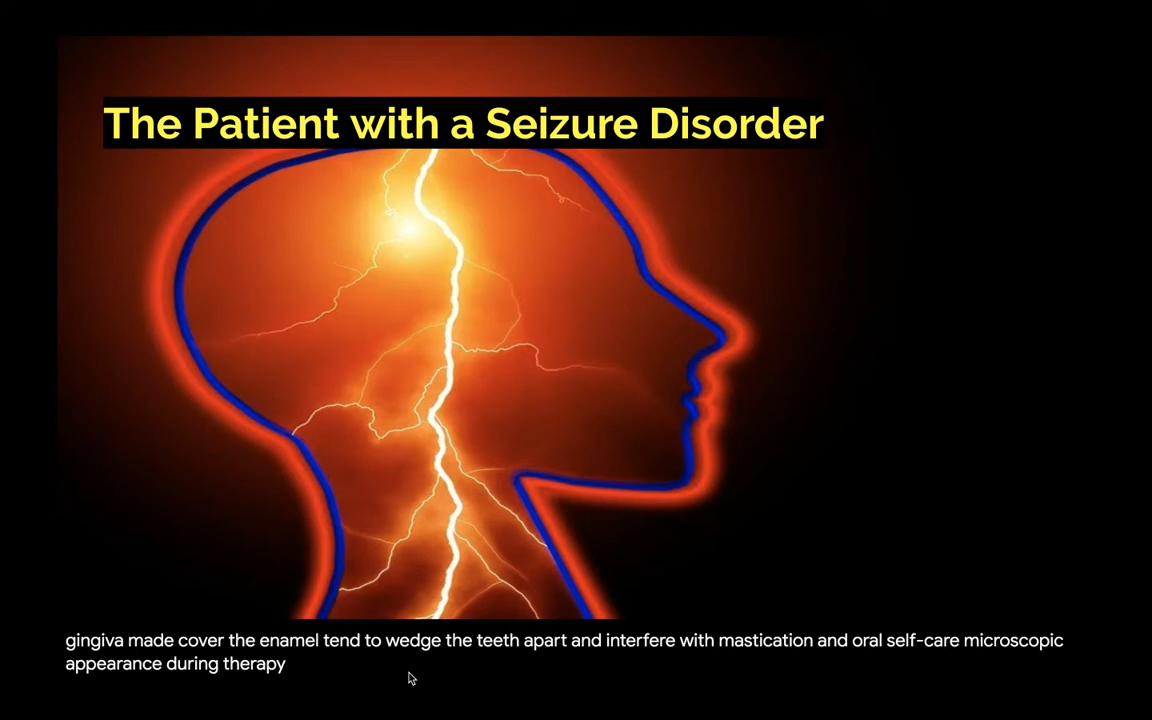 The Patient with a Seizure Disorder
gingiva made cover the enamel tend to wedge the teeth apart and interfere with mastication and oral self-care microscopic
appearance during therapy